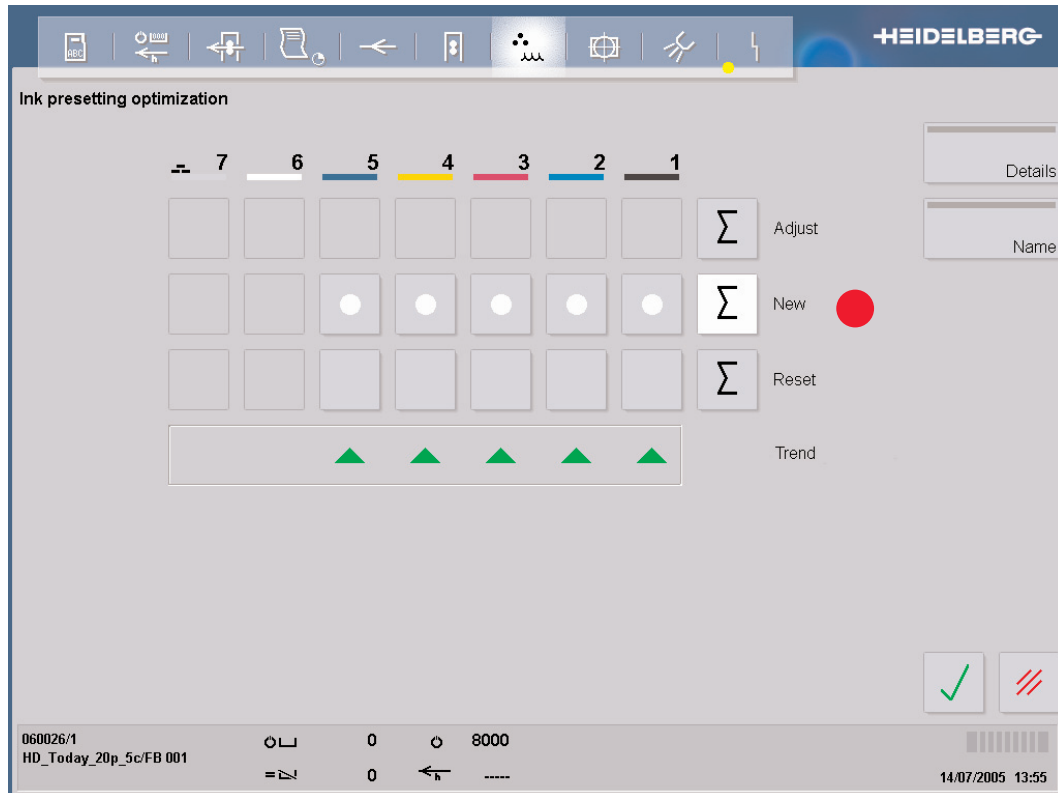 ABC
HEIDELBERG
Ink presetting optimization
7 6 5 4 3 2 1
Details
Σ Adjust
Name
Σ New
Σ Reset
Trend
060026/1
HD_Today_20p_5c/FB 001
0 8000
= 0 h -----
14/07/2005 13:55